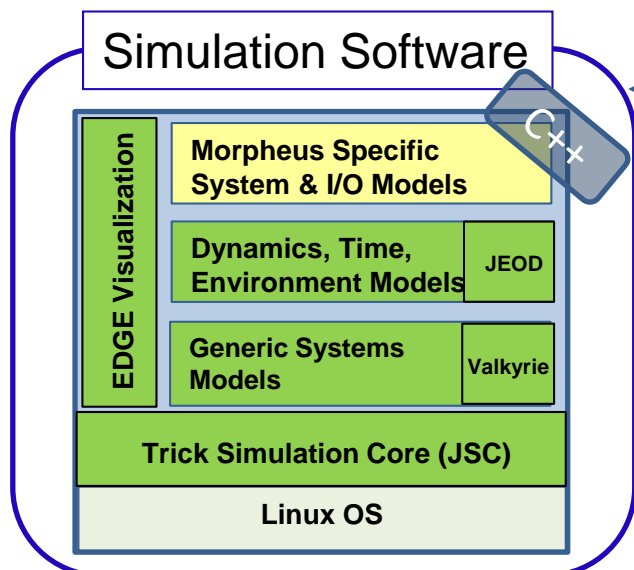 Simulation Software
C++
EDGE Visualization
Morpheus Specific
System & I/O Models
Dynamics, Time,
Environment Models
JEOD
Generic Systems
Models
Valkyrie
Trick Simulation Core (JSC)
Linux OS